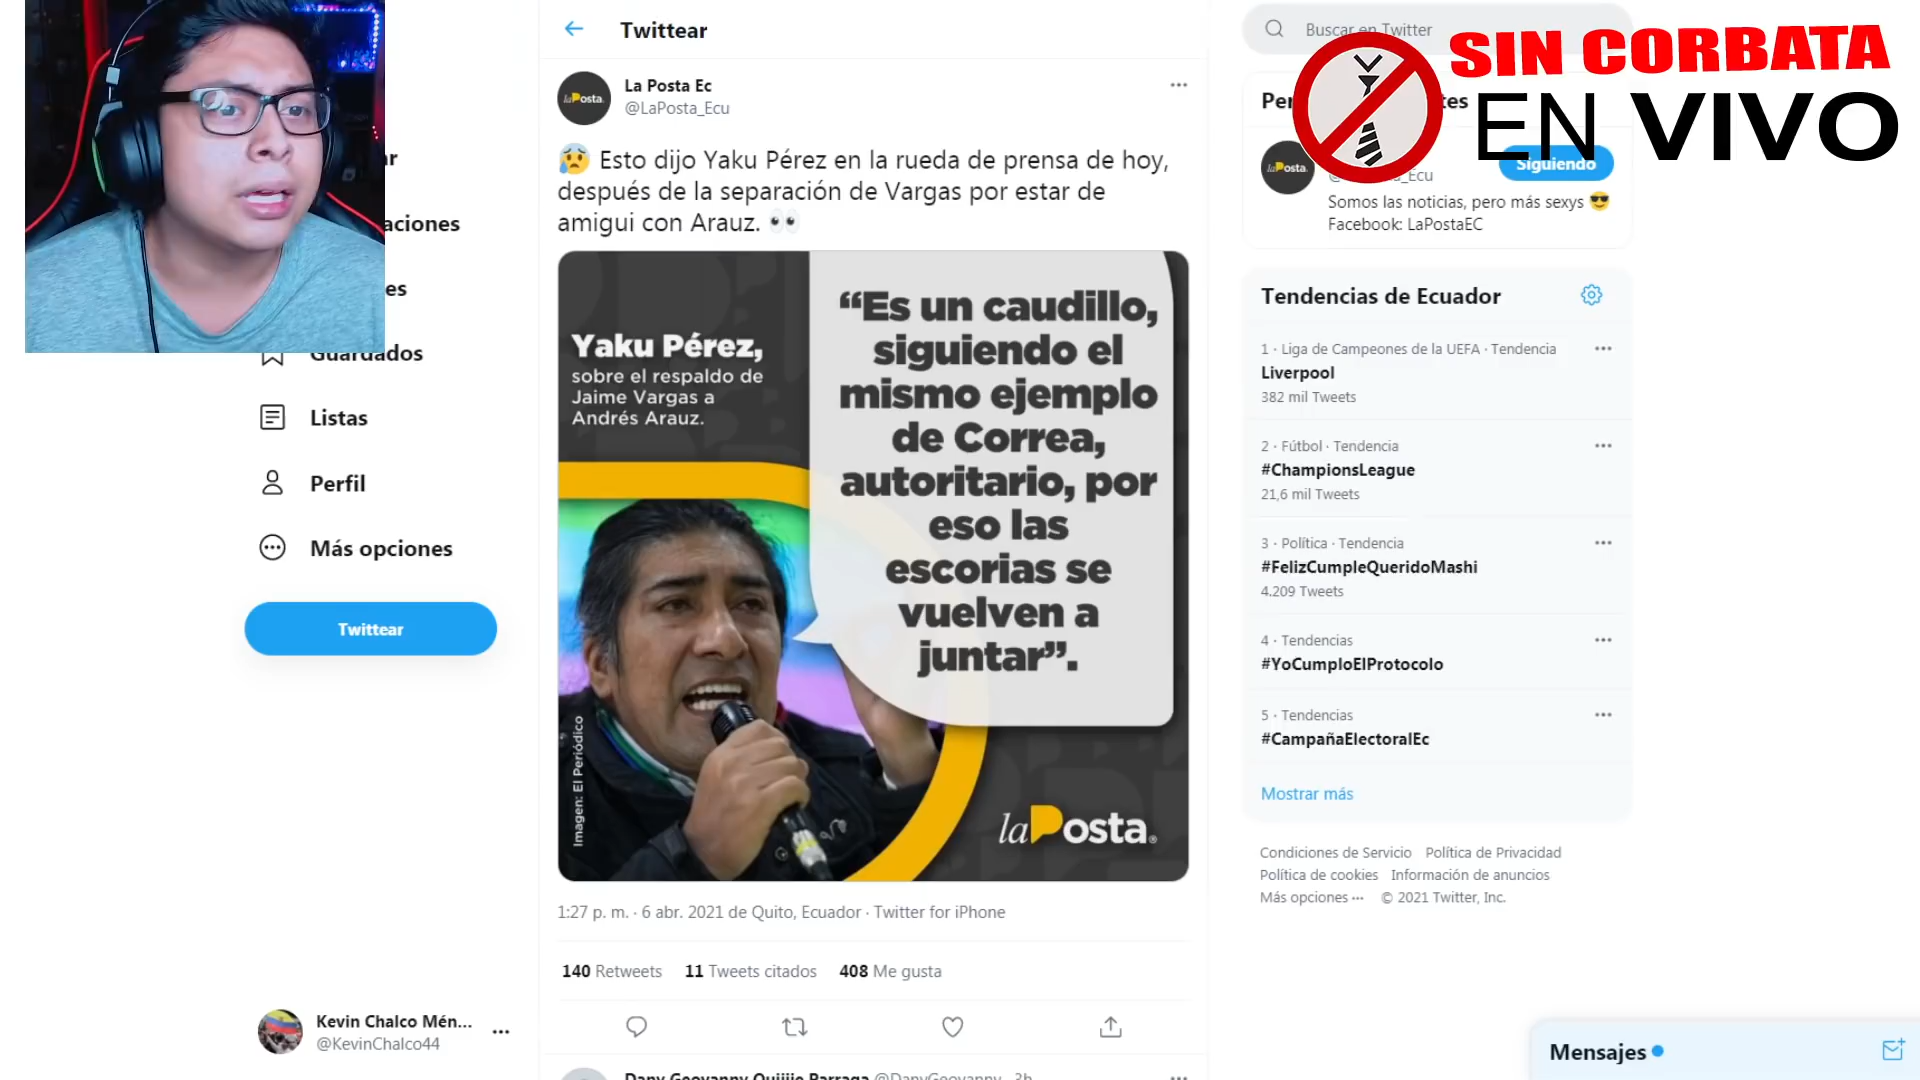 Twittear
La Posta Ec
@LaPosta_Ecu
Esto dijo Yaku Pérez en la rueda de prensa de hoy,
después de la separación de Vargas por estar de
amigui con Arauz.
Yaku Pérez,
sobre el respaldo de
Jaime Vargas a
Andrés Arauz.
“Es un caudillo,
siguiendo el
mismo ejemplo
de Correa,
autoritario, por
eso las
escorias se
vuelven a
juntar”.
Imagen: El Periódico
laPosta
1:27 p. m. · 6 abr. 2021 de Quito, Ecuador · Twitter for iPhone
140 Retweets 11 Tweets citados 408 Me gusta
Dany Geovanny Quijije Parraga @DanyGeovanny · 3h
Guardados
Listas
Perfil
Más opciones
Twittear
Kevin Chalco Mén...
@KevinChalco44
Buscar en Twitter
SIN CORBATA
EN VIVO
laPosta
Siguiendo
Somos las noticias, pero más sexys
Facebook: LaPostaEC
Tendencias de Ecuador
1 · Liga de Campeones de la UEFA · Tendencia
Liverpool
382 mil Tweets
2 · Fútbol · Tendencia
#ChampionsLeague
21,6 mil Tweets
3 · Política · Tendencia
#FelizCumpleQueridoMashi
4.209 Tweets
4 · Tendencias
#YoCumploElProtocolo
5 · Tendencias
#CampañaElectoralEc
Mostrar más
Condiciones de Servicio Política de Privacidad
Política de cookies Información de anuncios
Más opciones ··· © 2021 Twitter, Inc.
Mensajes